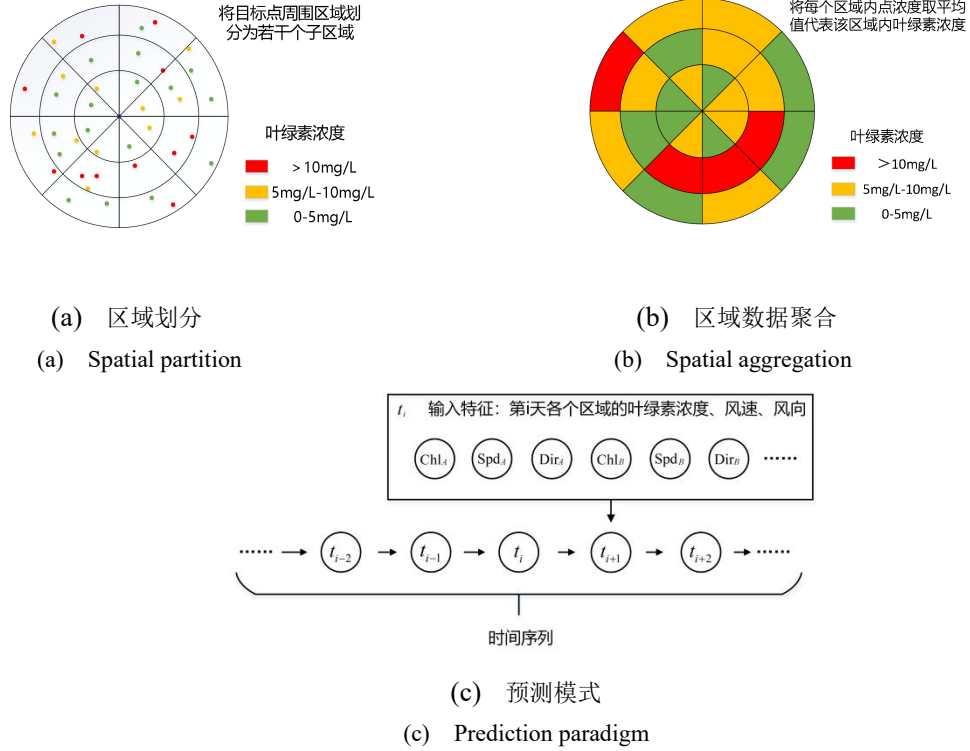 将目标点周围区域划
分为若干个子区域
叶绿素浓度
>10mg/L
5mg/L-10mg/L
0-5mg/L
将每个区域内点浓度取平均
值代表该区域内叶绿素浓度
叶绿素浓度
>10mg/L
5mg/L-10mg/L
0-5mg/L
(a) 区域划分
(a) Spatial partition
(b) 区域数据聚合
(b) Spatial aggregation
t_i 输入特征：第i天各个区域的叶绿素浓度、风速、风向
Chl_A Spd_A Dir_A Chl_B Spd_B Dir_B ······
······ t_{i-2} t_{i-1} t_i t_{i+1} t_{i+2} ······
时间序列
(c) 预测模式
(c) Prediction paradigm